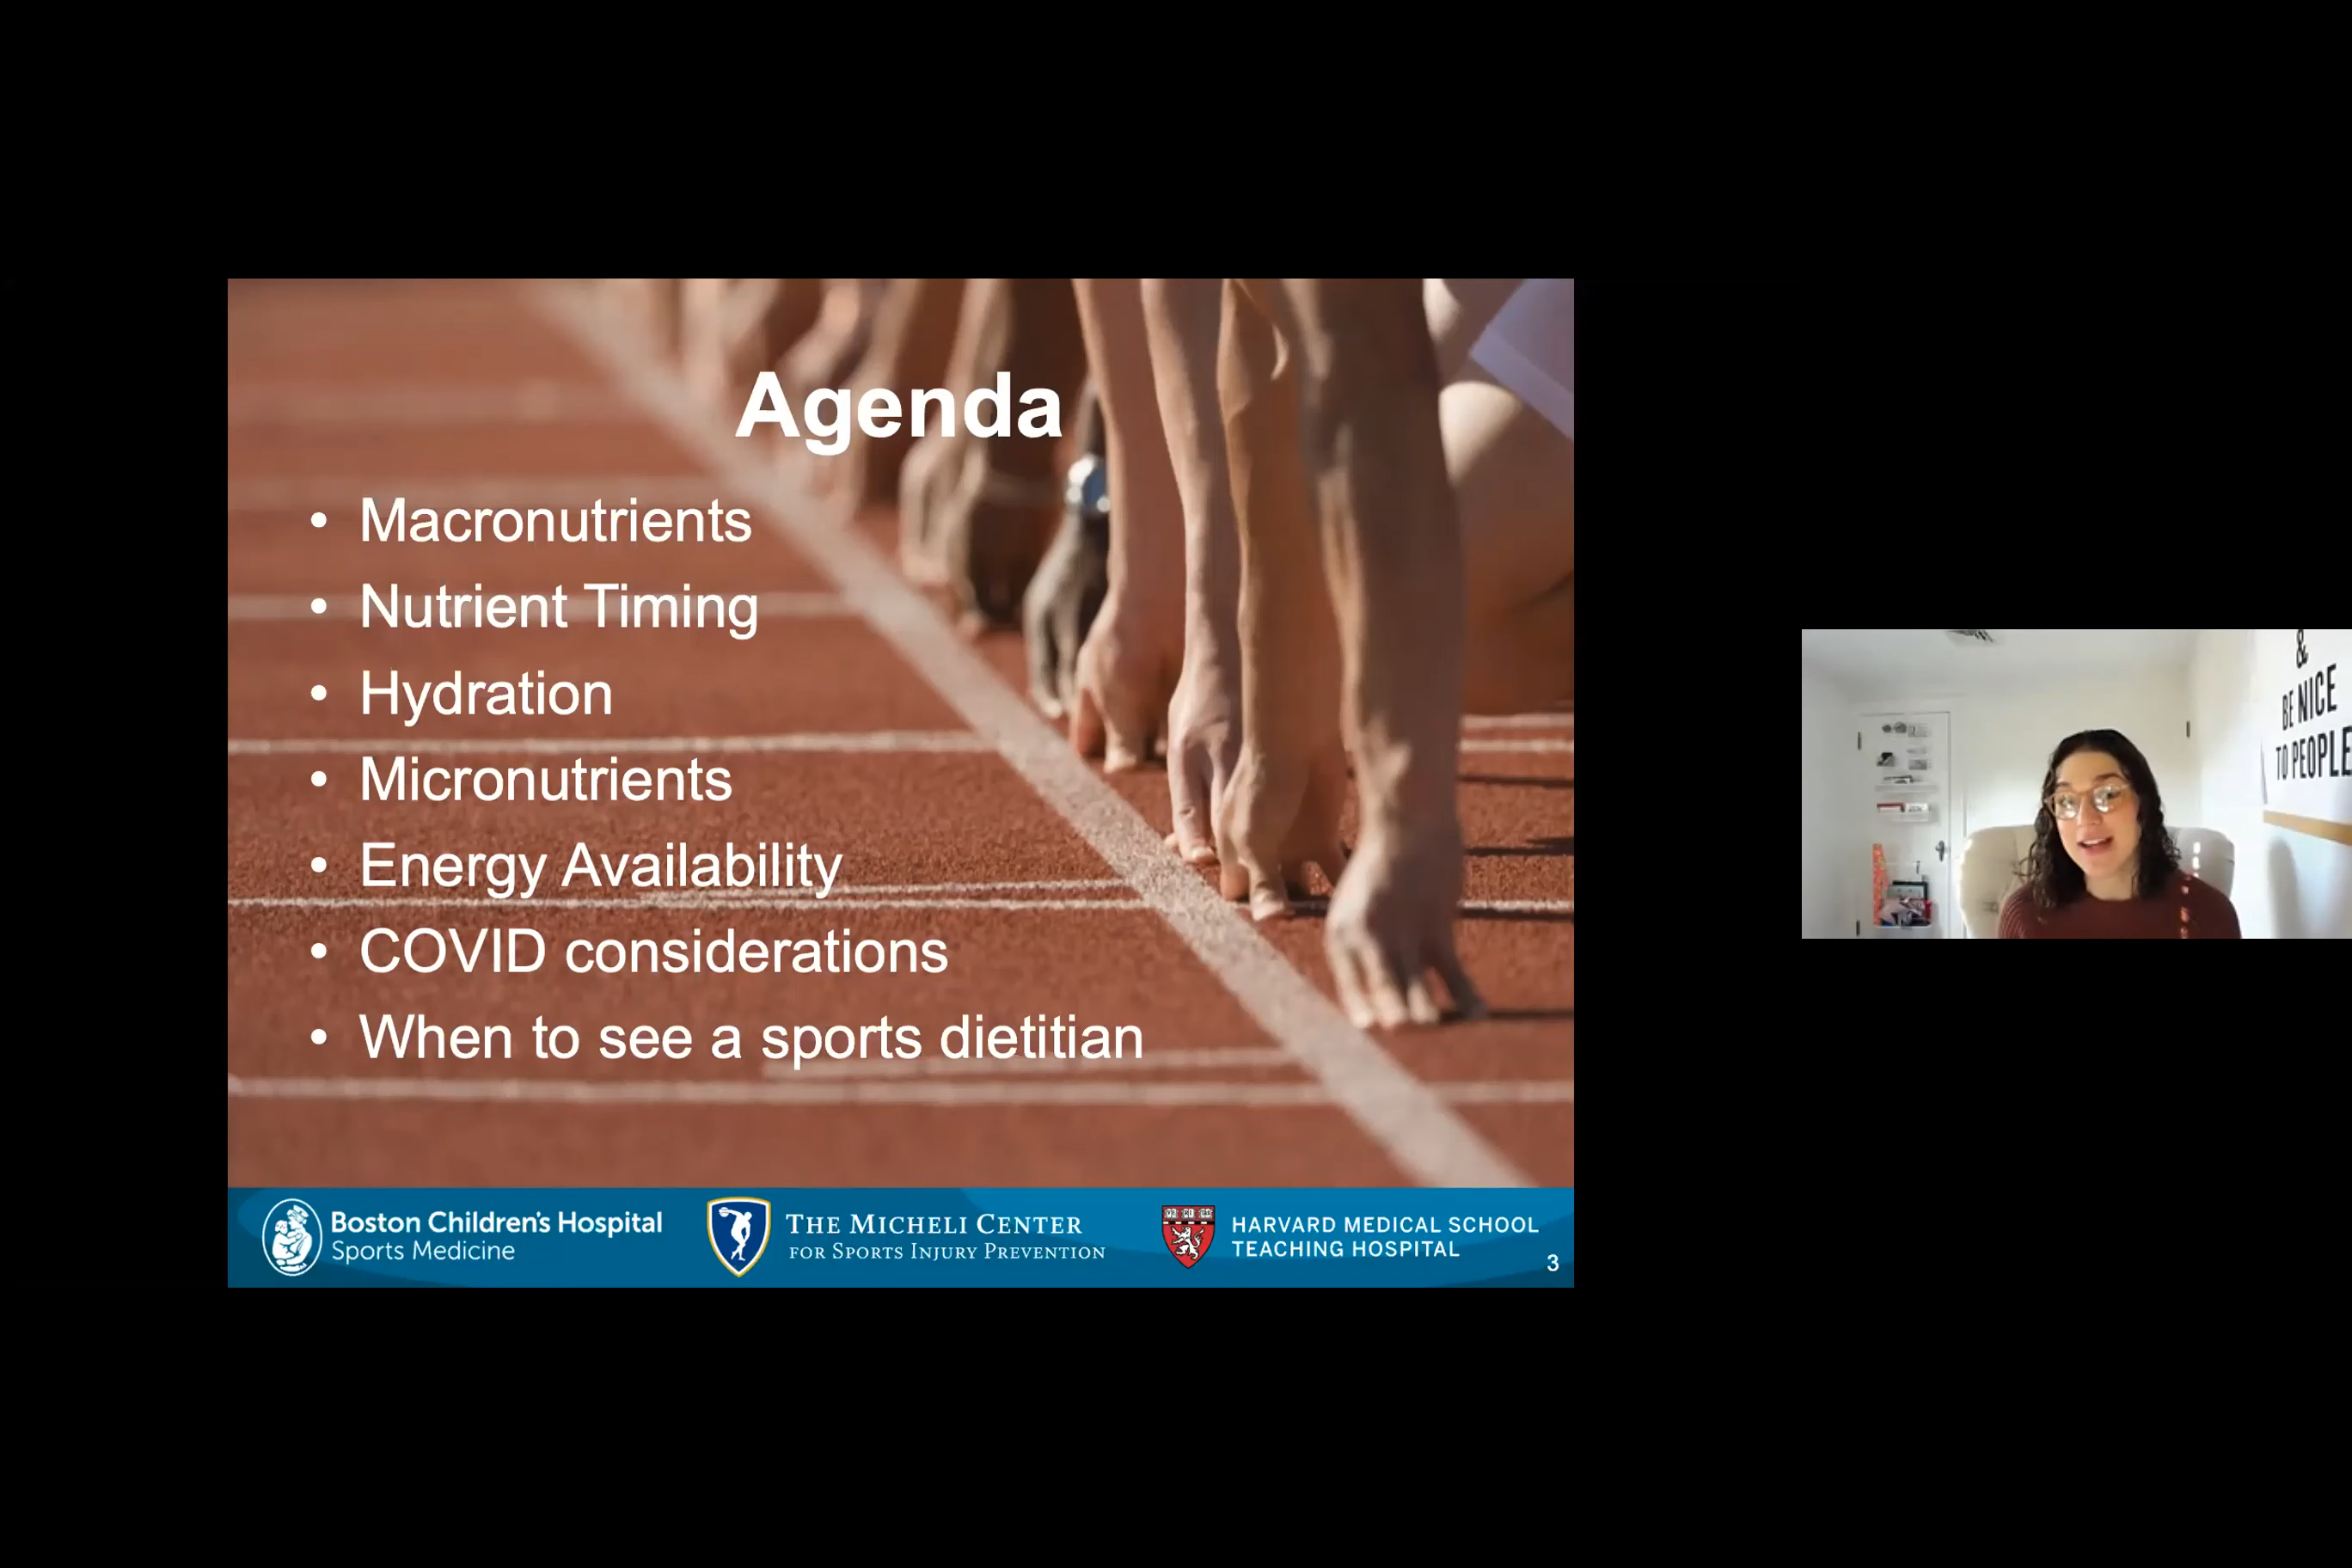 Agenda
• Macronutrients
• Nutrient Timing
• Hydration
• Micronutrients
• Energy Availability
• COVID considerations
• When to see a sports dietitian
Boston Children's Hospital
Sports Medicine
THE MICHELI CENTER
FOR SPORTS INJURY PREVENTION
HARVARD MEDICAL SCHOOL
TEACHING HOSPITAL
3
&
BE NICE
TO PEOPLE